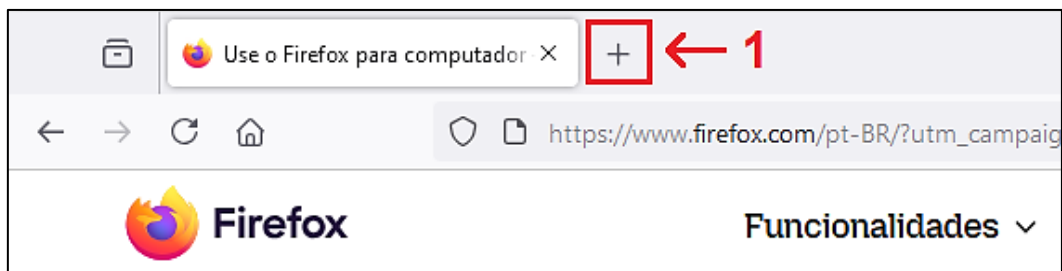 Use o Firefox para computador
1
https://www.firefox.com/pt-BR/?utm_campaig
Firefox
Funcionalidades